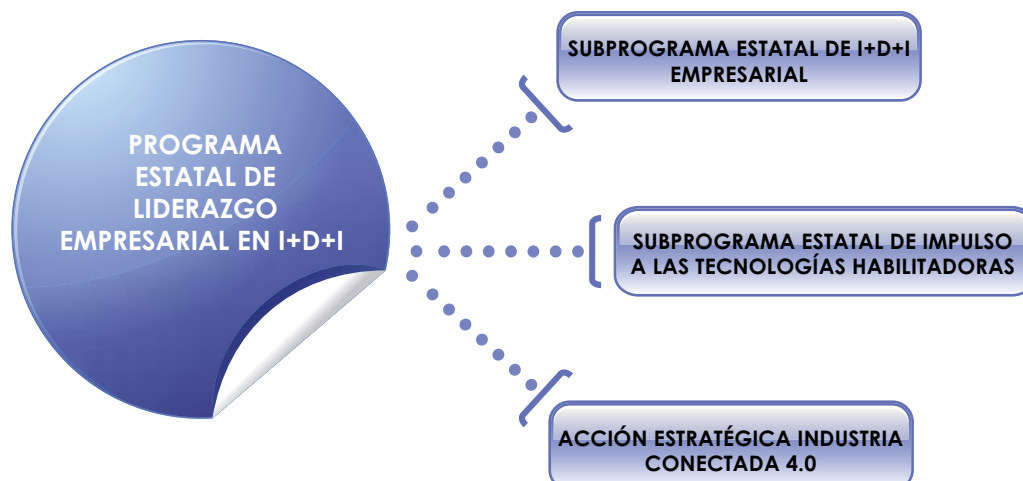 PROGRAMA
ESTATAL DE
LIDERAZGO
EMPRESARIAL EN I+D+I
SUBPROGRAMA ESTATAL DE I+D+I
EMPRESARIAL
SUBPROGRAMA ESTATAL DE IMPULSO
A LAS TECNOLOGÍAS HABILITADORAS
ACCIÓN ESTRATÉGICA INDUSTRIA
CONECTADA 4.0